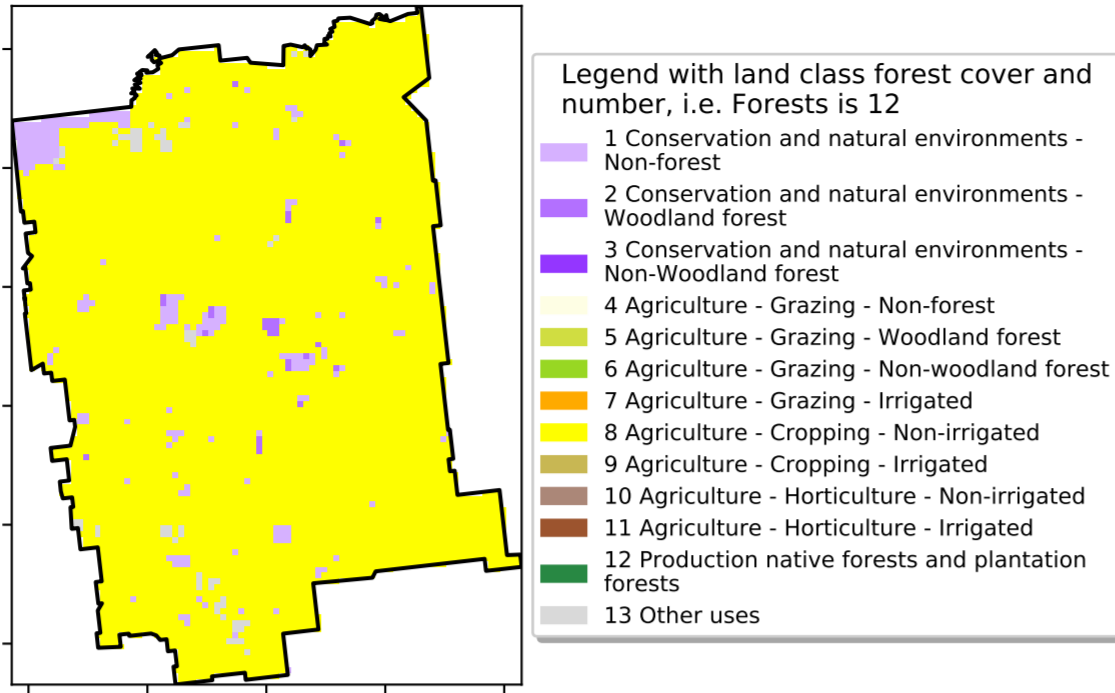 Legend with land class forest cover and
number, i.e. Forests is 12
1 Conservation and natural environments -
Non-forest
2 Conservation and natural environments -
Woodland forest
3 Conservation and natural environments -
Non-Woodland forest
4 Agriculture - Grazing - Non-forest
5 Agriculture - Grazing - Woodland forest
6 Agriculture - Grazing - Non-woodland forest
7 Agriculture - Grazing - Irrigated
8 Agriculture - Cropping - Non-irrigated
9 Agriculture - Cropping - Irrigated
10 Agriculture - Horticulture - Non-irrigated
11 Agriculture - Horticulture - Irrigated
12 Production native forests and plantation
forests
13 Other uses